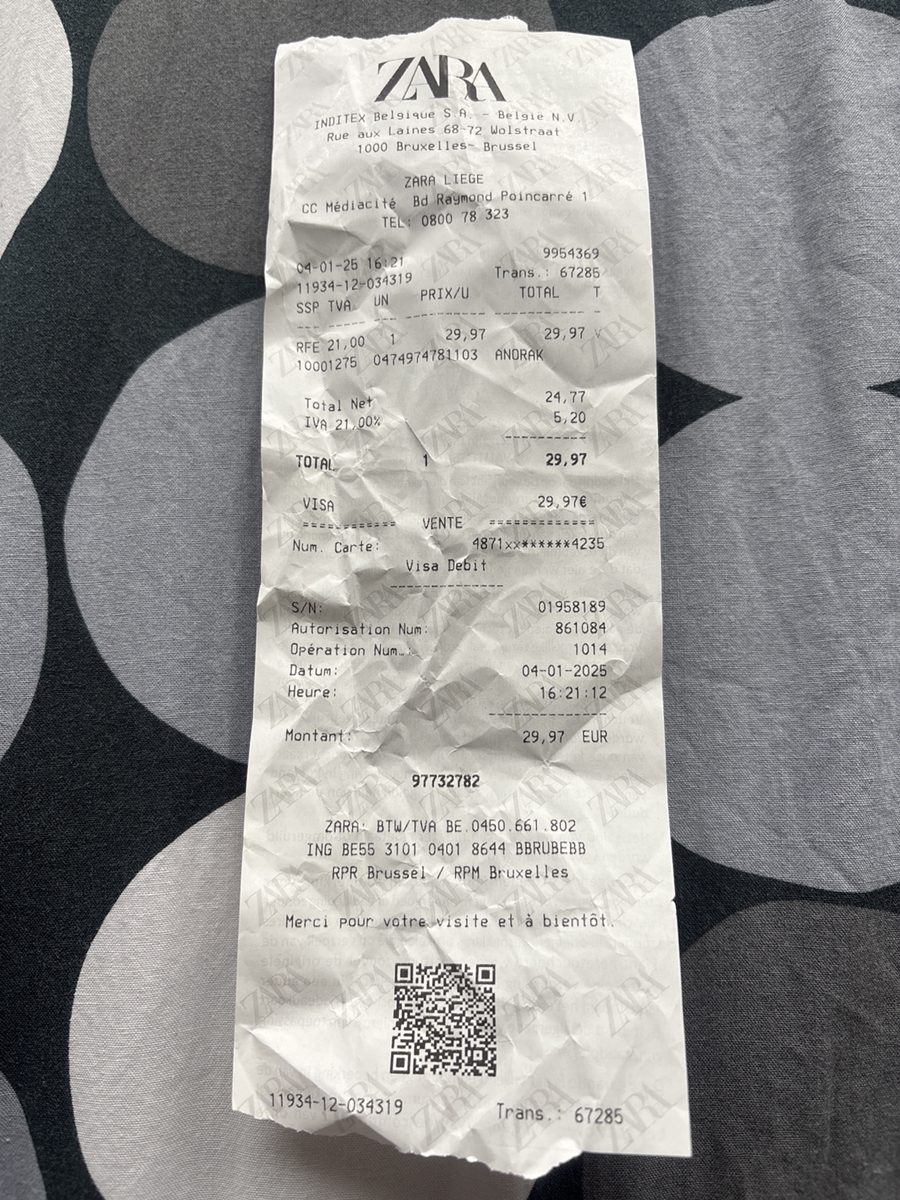 ZARA
INDITEX Belgique S.A. - België N.V.
Rue aux Laines 68-72 Wolstraat
1000 Bruxelles- Brussel
ZARA LIEGE
CC Médiacité Bd Raymond Poincarré 1
TEL: 0800 78 323
04-01-25 16:21 9954369
11934-12-034319 Trans.: 67285
SSP TVA UN PRIX/U TOTAL T
RFE 21,00 1 29,97 29,97 V
10001275 0474974781103 ANORAK
Total Net 24,77
IVA 21,00% 5,20
TOTAL 1 29,97
VISA 29,97€
=========== VENTE ============
Num. Carte: 4871xx******4235
Visa Debit
S/N: 01958189
Autorisation Num: 861084
Opération Num.: 1014
Datum: 04-01-2025
Heure: 16:21:12
Montant: 29,97 EUR
97732782
ZARA: BTW/TVA BE.0450.661.802
ING BE55 3101 0401 8644 BBRUBEBB
RPR Brussel / RPM Bruxelles
Merci pour votre visite et à bientôt.
11934-12-034319 Trans.: 67285